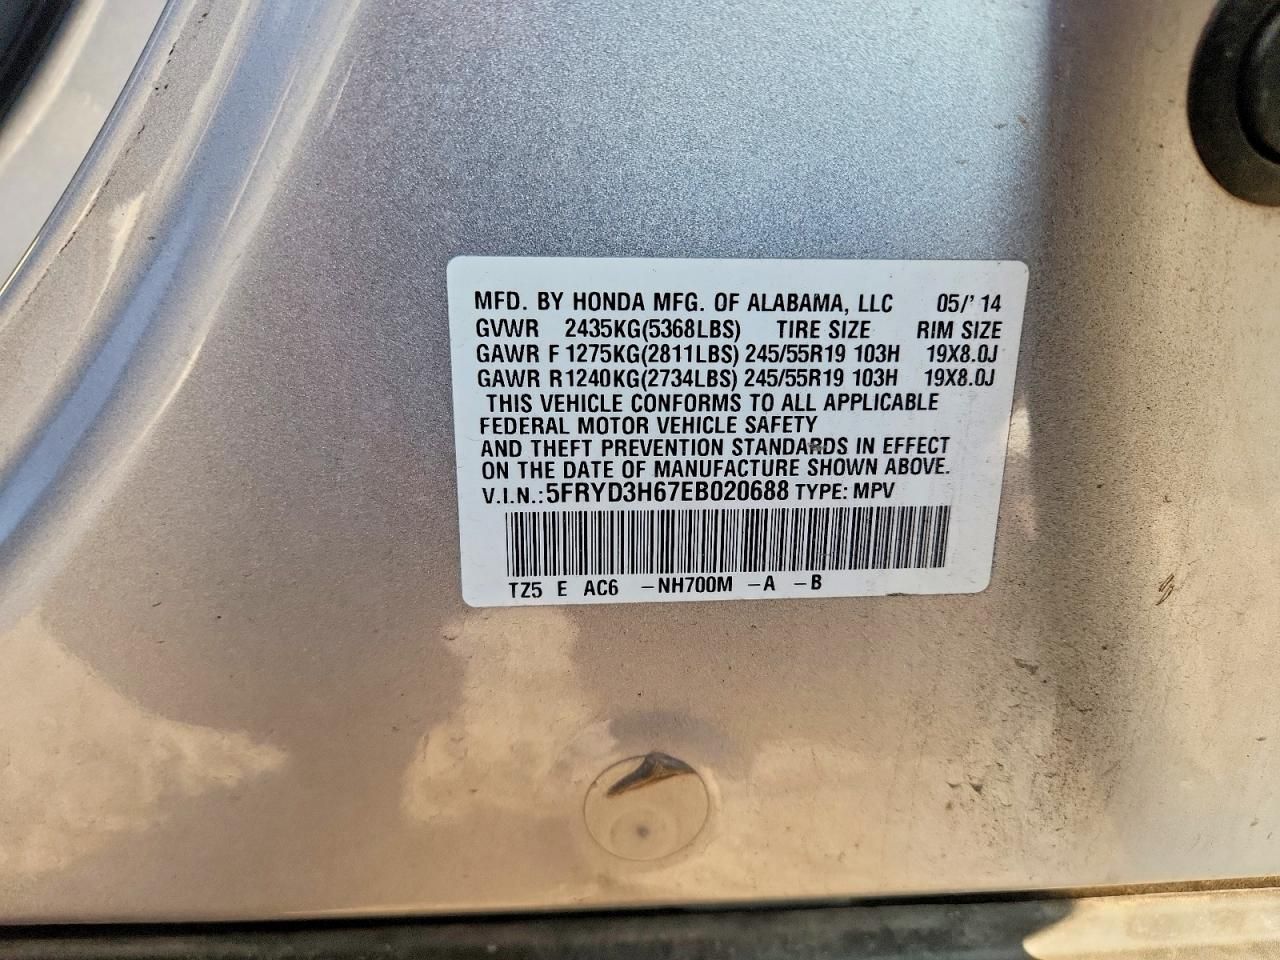 MFD. BY HONDA MFG. OF ALABAMA, LLC 05/' 14
GVWR 2435KG(5368LBS) TIRE SIZE RIM SIZE
GAWR F 1275KG(2811LBS) 245/55R19 103H 19X8.0J
GAWR R1240KG(2734LBS) 245/55R19 103H 19X8.0J
THIS VEHICLE CONFORMS TO ALL APPLICABLE
FEDERAL MOTOR VEHICLE SAFETY
AND THEFT PREVENTION STANDARDS IN EFFECT
ON THE DATE OF MANUFACTURE SHOWN ABOVE.
V.I.N.: 5FRYD3H67EB020688 TYPE: MPV
TZ5 E AC6 -NH700M -A -B